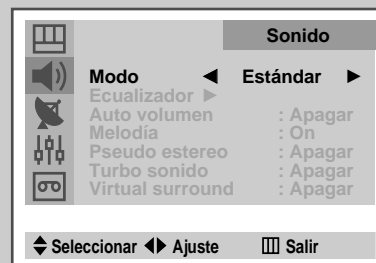 Sonido
Modo ◀ Estándar ▶
Ecualizador ▶
Auto volumen : Apagar
Melodía : On
Pseudo estereo : Apagar
Turbo sonido : Apagar
Virtual surround : Apagar
Seleccionar Ajuste Salir